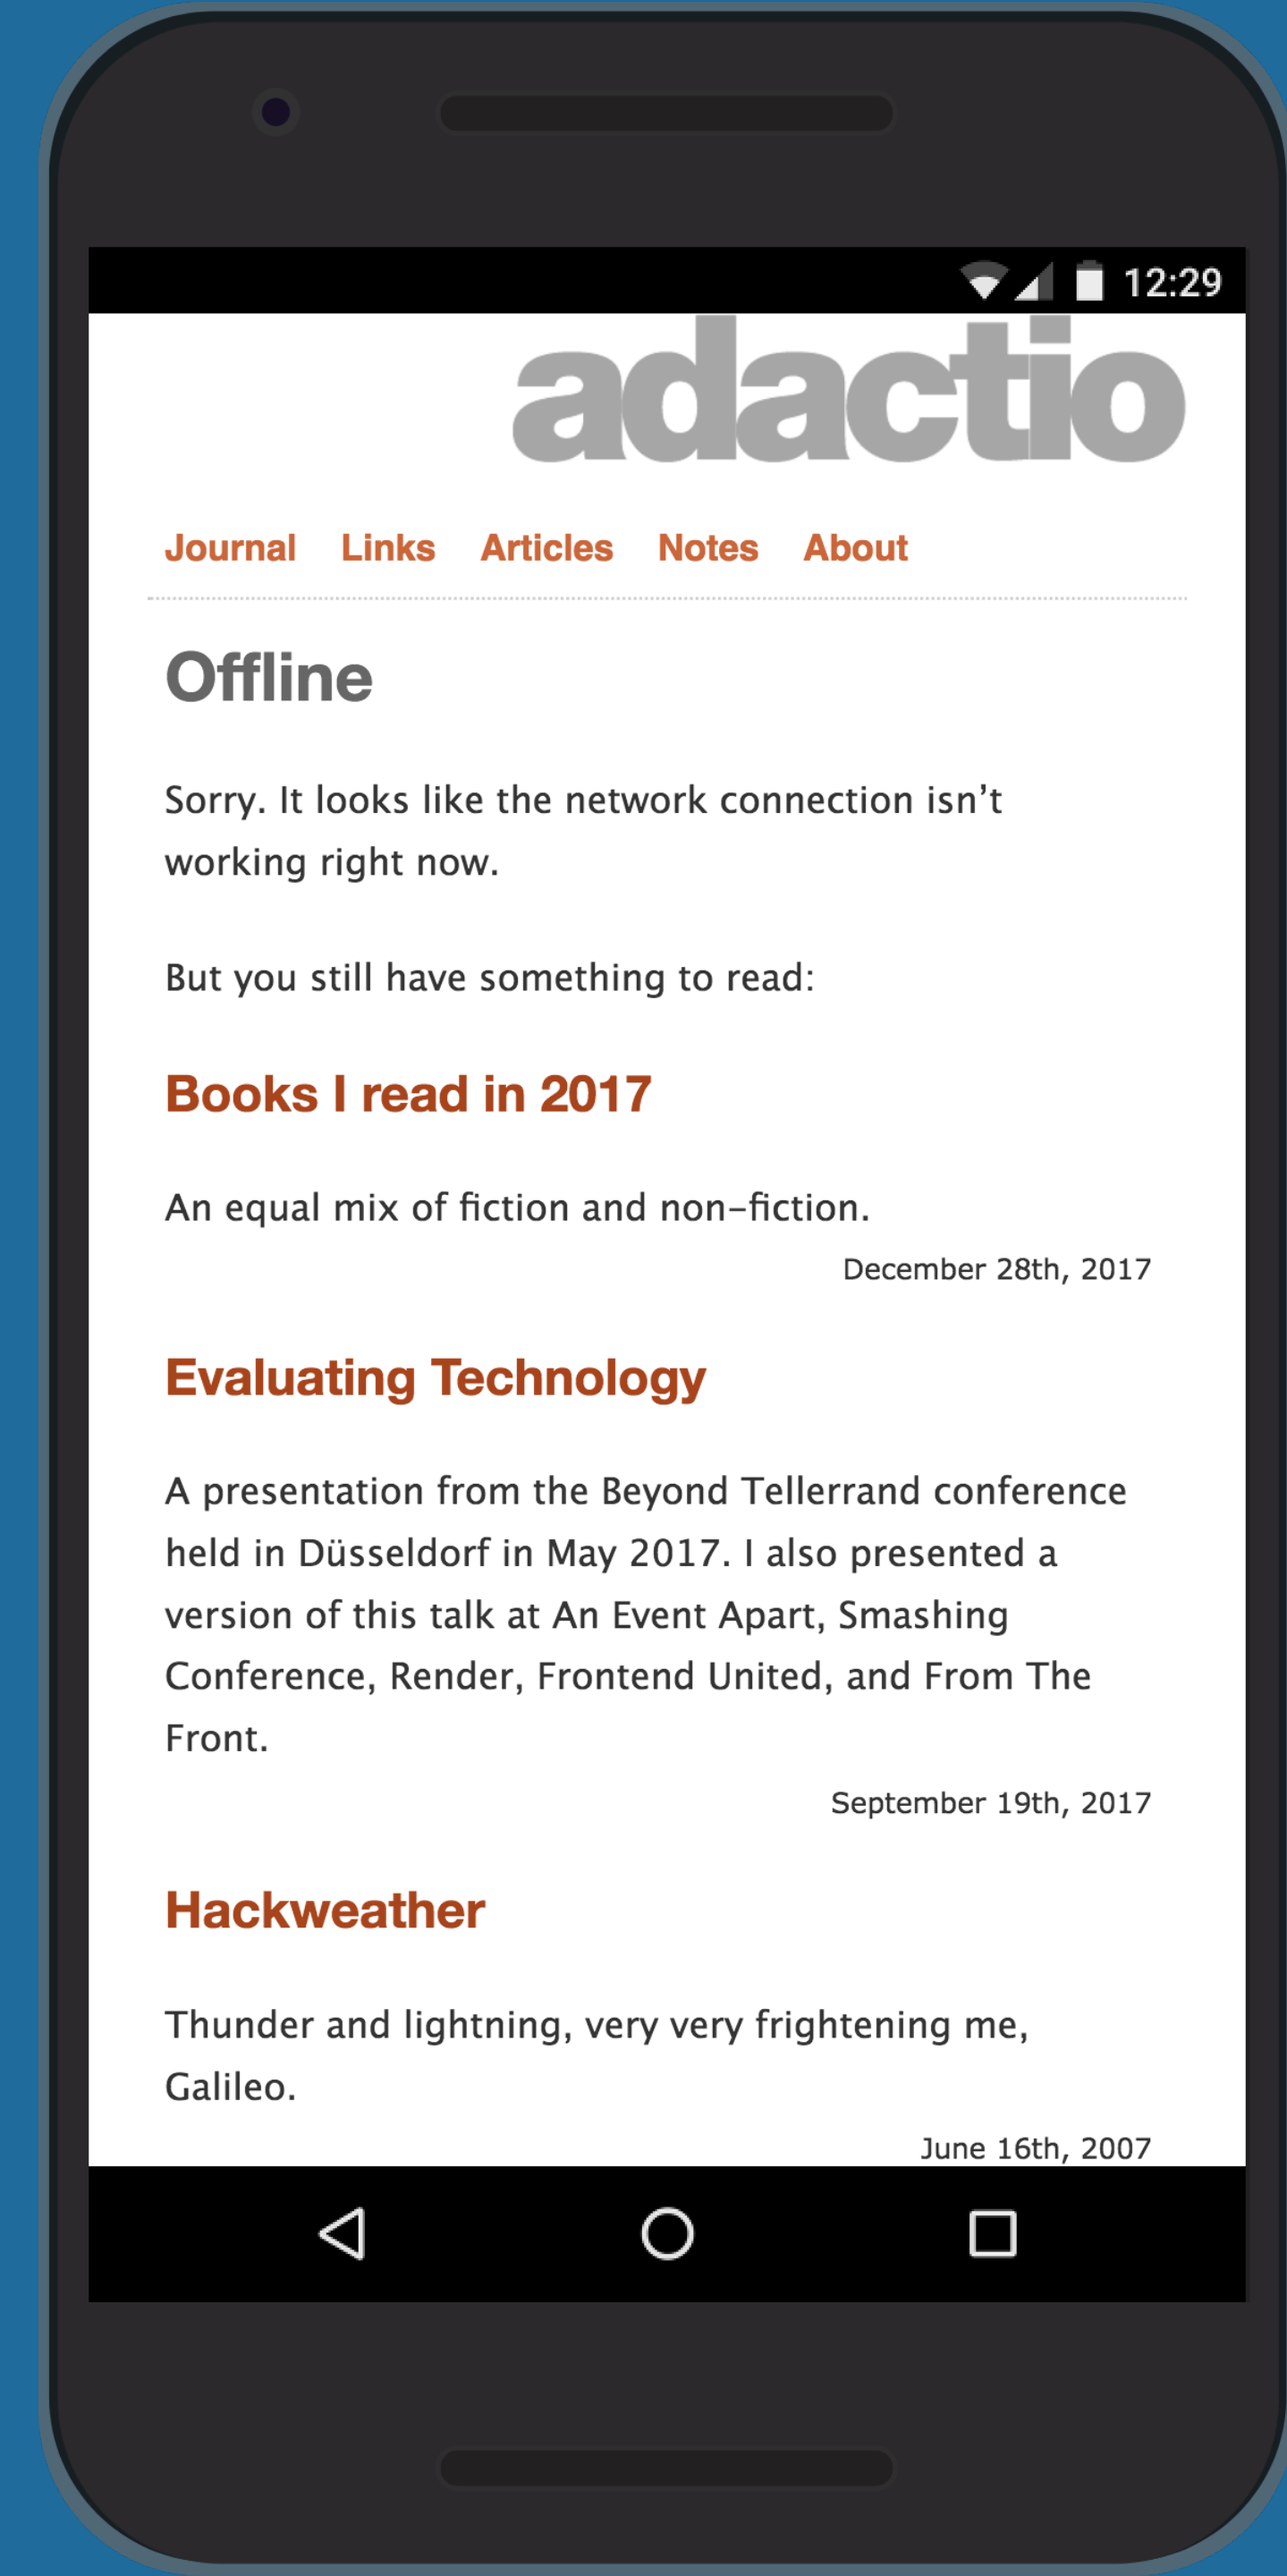 12:29
adactio
Journal Links Articles Notes About
Offline
Sorry. It looks like the network connection isn’t
working right now.
But you still have something to read:
Books I read in 2017
An equal mix of fiction and non-fiction.
December 28th, 2017
Evaluating Technology
A presentation from the Beyond Tellerrand conference
held in Düsseldorf in May 2017. I also presented a
version of this talk at An Event Apart, Smashing
Conference, Render, Frontend United, and From The
Front.
September 19th, 2017
Hackweather
Thunder and lightning, very very frightening me,
Galileo.
June 16th, 2007